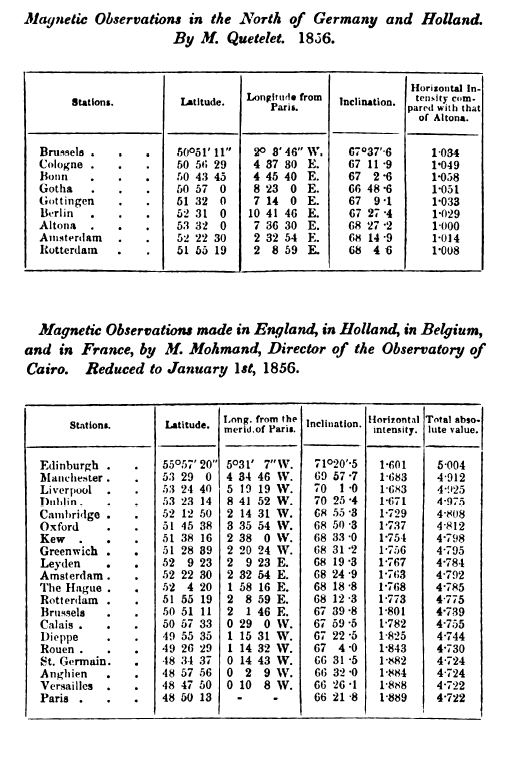 Magnetic Observations in the North of Germany and Holland.
By M. Quetelet. 1856.
Stations. Latitude. Longitude from Paris. Inclination. Horizontal Intensity compared with that of Altona.
Brussels . . . 50°51′11″ 2° 3′46″ W. 67°37′·6 1·034
Cologne . . . 50 56 29 4 37 30 E. 67 11 ·9 1·049
Bonn . . . 50 43 45 4 45 40 E. 67 2 ·6 1·058
Gotha . . . 50 57 0 8 23 0 E. 66 48 ·6 1·051
Gottingen . . 51 32 0 7 14 0 E. 67 9 ·1 1·033
Berlin . . . 52 31 0 10 41 46 E. 67 27 ·4 1·029
Altona . . . 53 32 0 7 36 30 E. 68 27 ·2 1·000
Amsterdam . . 52 22 30 2 32 54 E. 68 14 ·9 1·014
Rotterdam . . 51 55 19 2 8 59 E. 68 4 6 1·008
Magnetic Observations made in England, in Holland, in Belgium,
and in France, by M. Mohmand, Director of the Observatory of
Cairo. Reduced to January 1st, 1856.
Stations. Latitude. Long. from the merid. of Paris. Inclination. Horizontal intensity. Total absolute value.
Edinburgh . . 55°57′20″ 5°31′ 7″W. 71°20′·5 1·601 5·004
Manchester . . 53 29 0 4 34 46 W. 69 57 ·7 1·683 4·912
Liverpool . . 53 24 40 5 19 19 W. 70 1 ·0 1·683 4·925
Dublin . . . 53 23 14 8 41 52 W. 70 25 ·4 1·671 4·975
Cambridge . . 52 12 50 2 14 31 W. 68 55 ·3 1·729 4·808
Oxford . . 51 45 38 3 35 54 W. 68 50 ·3 1·737 4·812
Kew . . . 51 38 16 2 38 0 W. 68 33 ·0 1·754 4·798
Greenwich . . 51 28 39 2 20 24 W. 68 31 ·2 1·756 4·795
Leyden . . 52 9 23 2 9 23 E. 68 19 ·3 1·767 4·784
Amsterdam . . 52 22 30 2 32 54 E. 68 24 ·9 1·763 4·792
The Hague . . 52 4 20 1 58 16 E. 68 18 ·8 1·768 4·785
Rotterdam . . 51 55 19 2 8 59 E. 68 12 ·3 1·773 4·775
Brussels . . 50 51 11 2 1 46 E. 67 39 ·8 1·801 4·739
Calais . . . 50 57 33 0 29 0 W. 67 59 ·5 1·782 4·755
Dieppe . . 49 55 35 1 15 31 W. 67 22 ·5 1·825 4·744
Rouen . . . 49 26 29 1 14 32 W. 67 4 ·0 1·843 4·730
St. Germain. . 48 54 37 0 14 43 W. 66 31 ·5 1·882 4·724
Anghien . . 48 57 56 0 2 9 W. 66 32 ·0 1·884 4·724
Versailles . . 48 47 50 0 10 8 W. 66 26 ·1 1·888 4·722
Paris . . . 48 50 13 - - 66 21 ·8 1·889 4·722